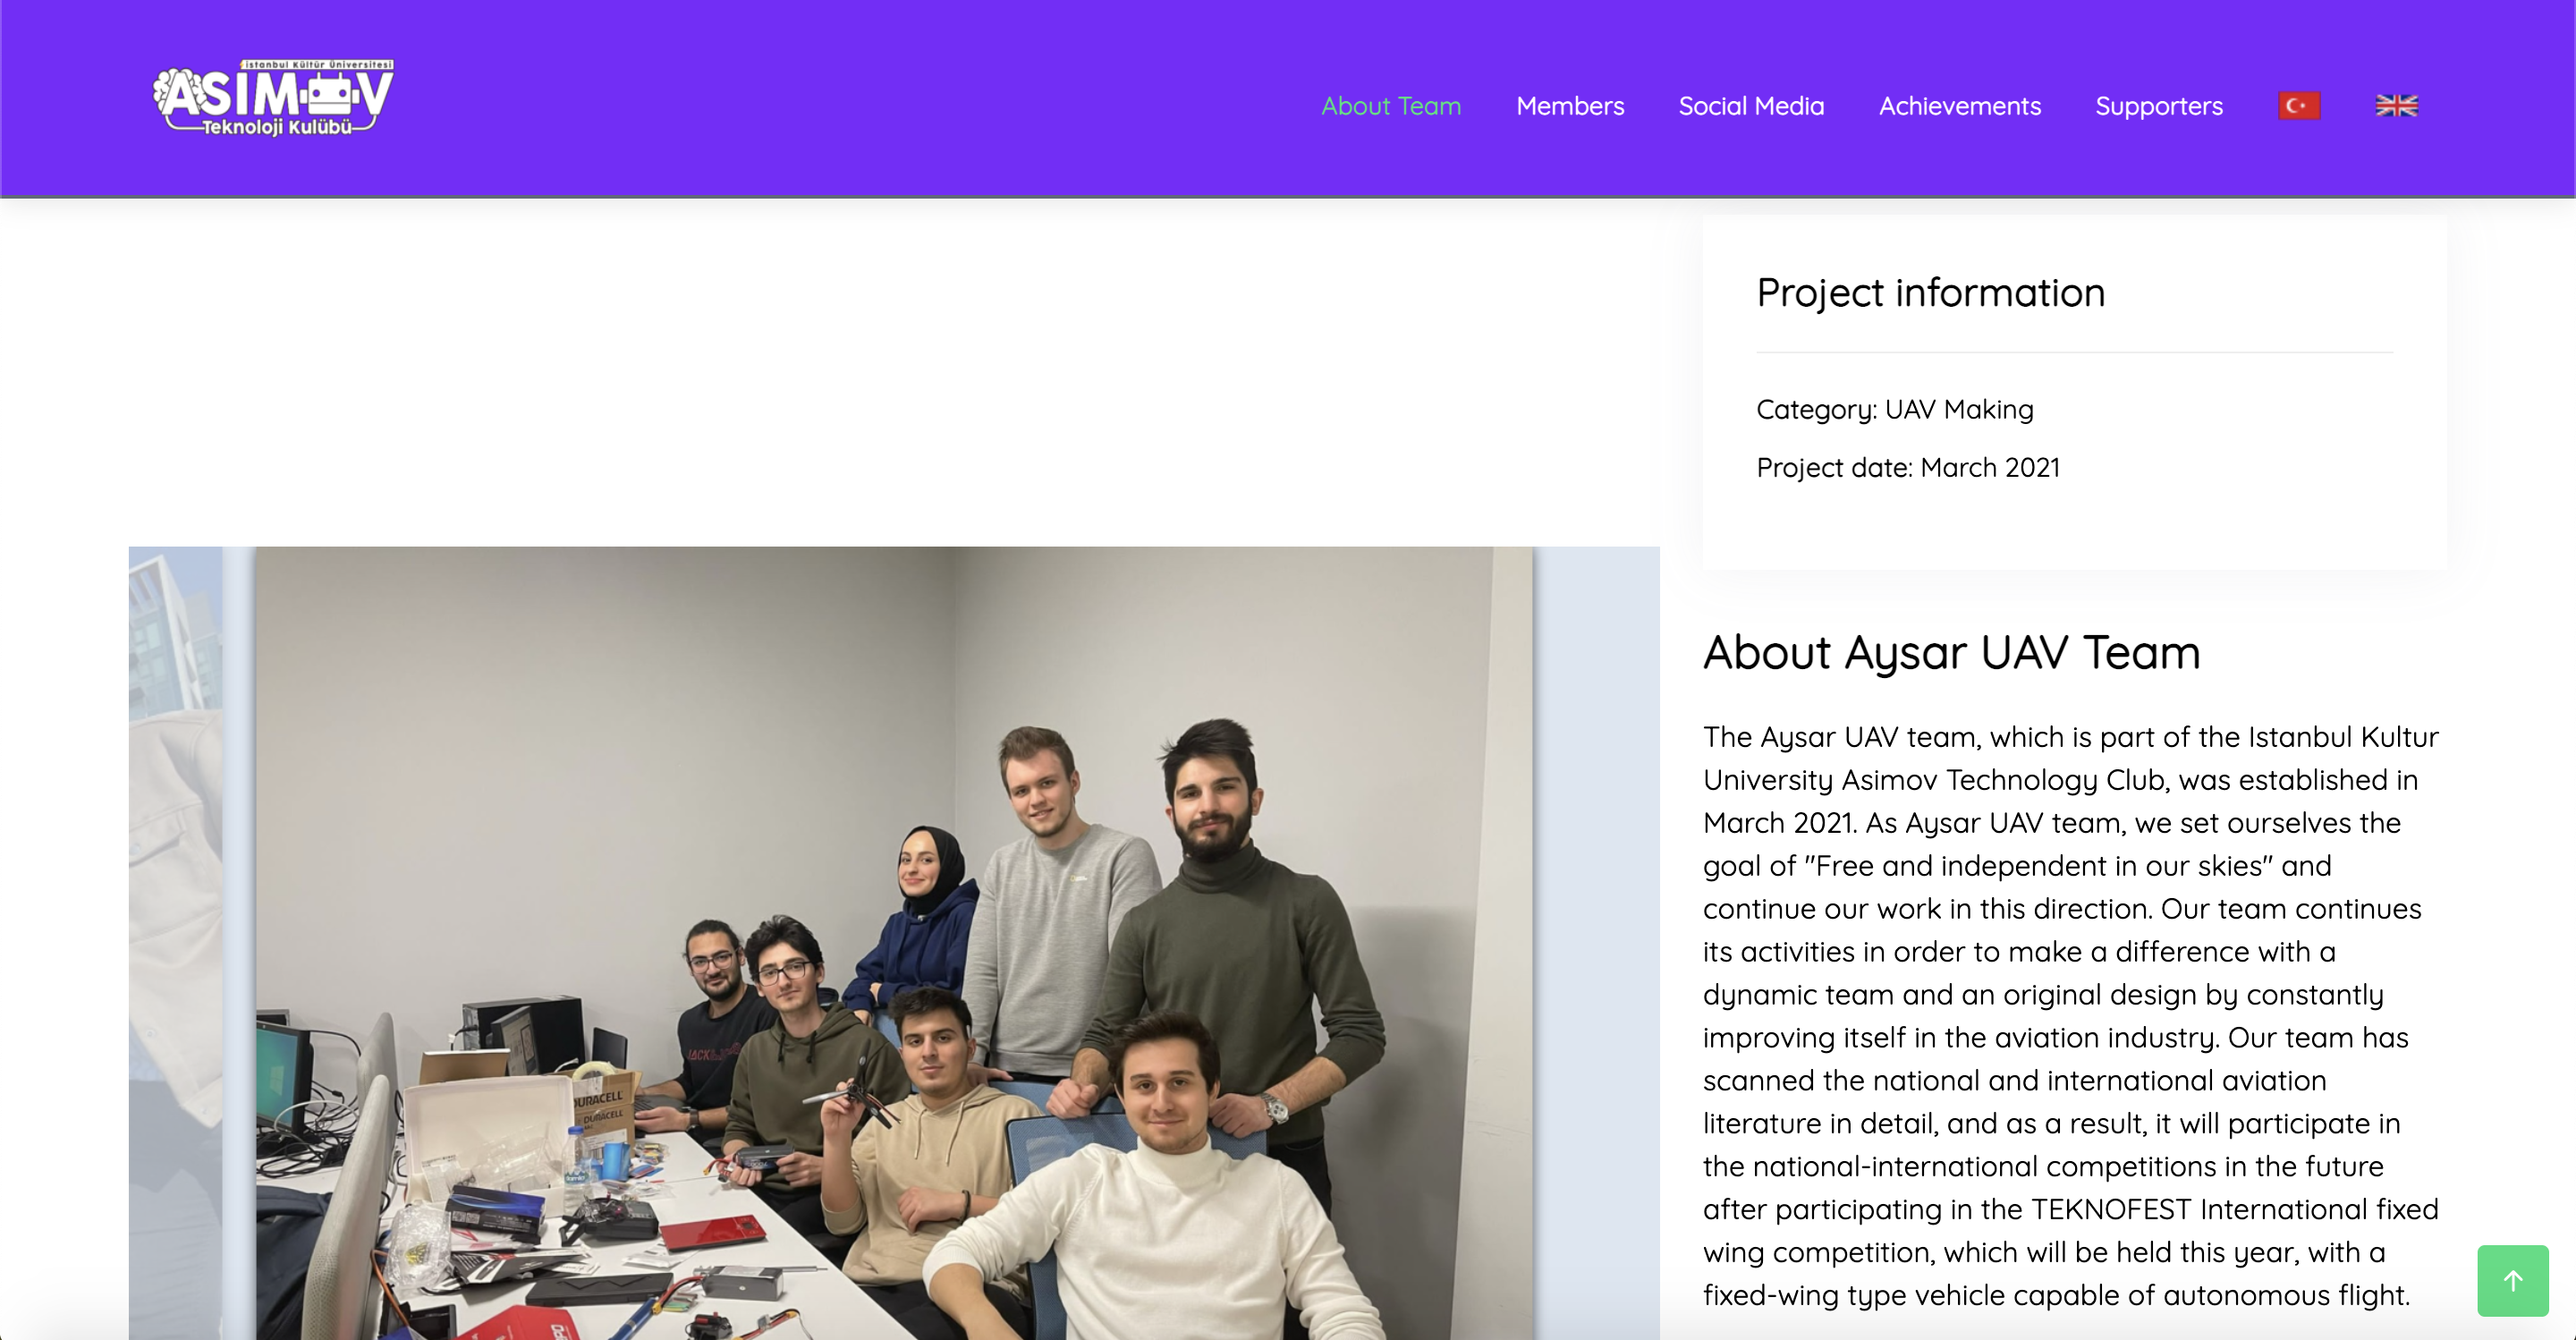 istanbul Kültür Üniversitesi
ASIMOV
Teknoloji Kulübü
About Team
Members
Social Media
Achievements
Supporters
Project information
Category: UAV Making
Project date: March 2021
DURACELL
DURACELL
About Aysar UAV Team
The Aysar UAV team, which is part of the Istanbul Kultur
University Asimov Technology Club, was established in
March 2021. As Aysar UAV team, we set ourselves the
goal of "Free and independent in our skies" and
continue our work in this direction. Our team continues
its activities in order to make a difference with a
dynamic team and an original design by constantly
improving itself in the aviation industry. Our team has
scanned the national and international aviation
literature in detail, and as a result, it will participate in
the national-international competitions in the future
after participating in the TEKNOFEST International fixed
wing competition, which will be held this year, with a
fixed-wing type vehicle capable of autonomous flight.